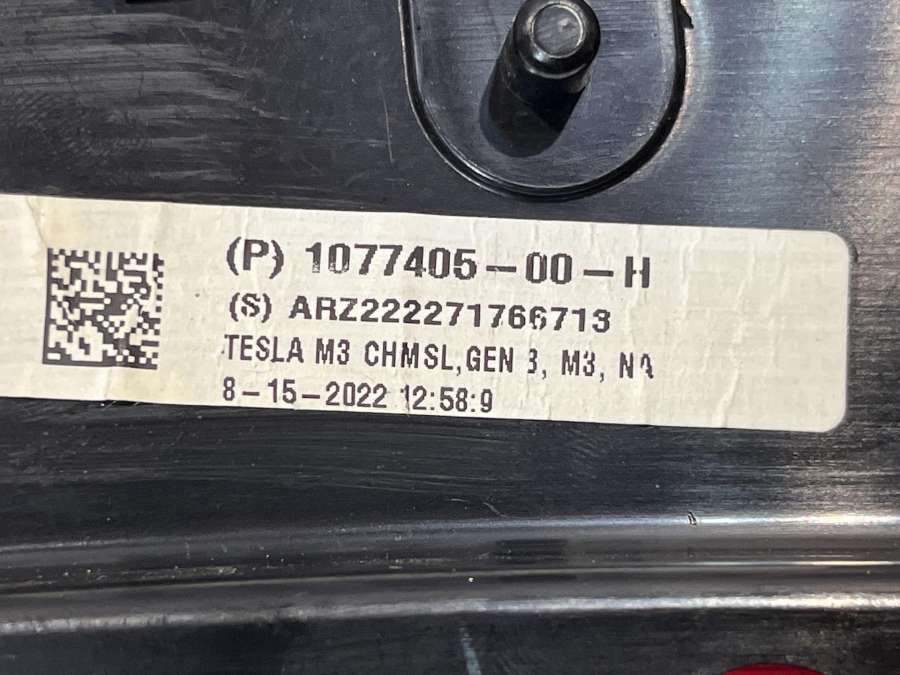 (P) 1077405-00-H
(S) ARZ222271766713
TESLA M3 CHMSL,GEN 3, M3, NA
8-15-2022 12:58:9